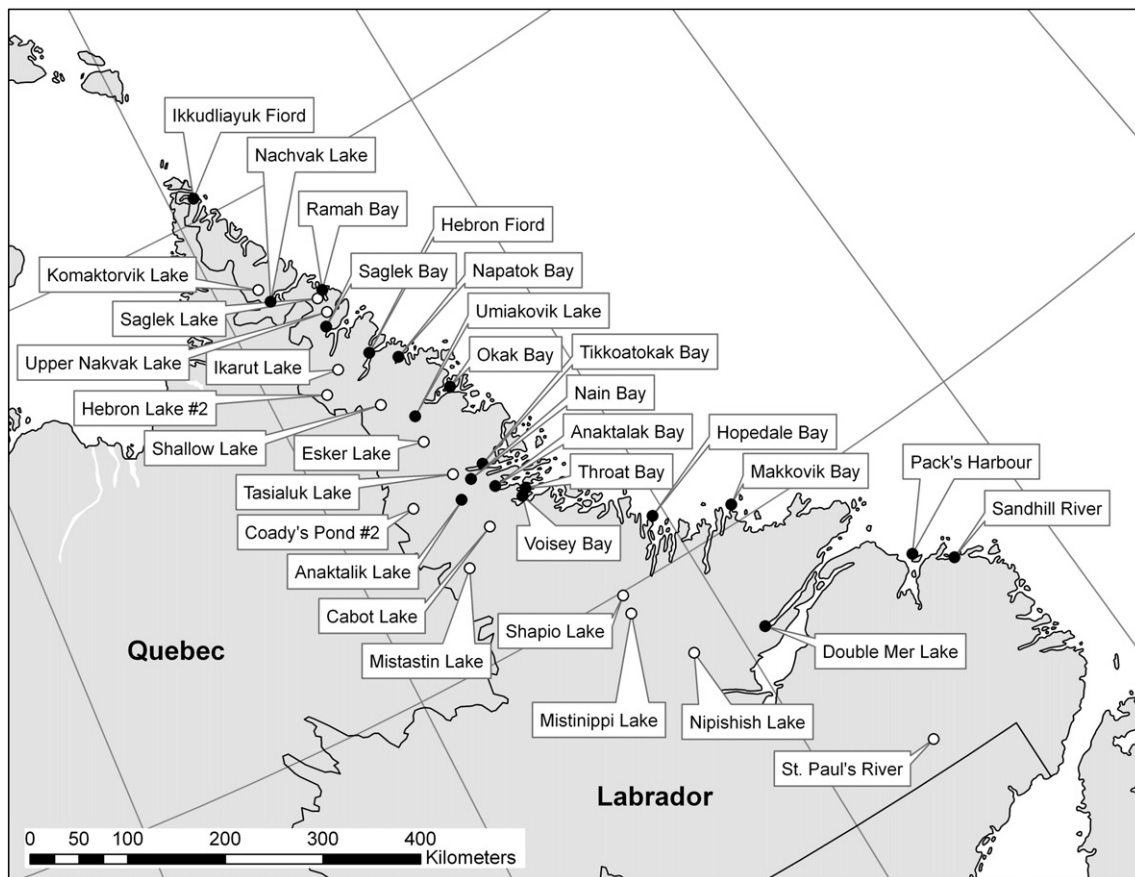 Ikkudliayuk Fiord
Nachvak Lake
Ramah Bay
Hebron Fiord
Komaktorvik Lake
Saglek Bay
Napatok Bay
Saglek Lake
Umiakovik Lake
Upper Nakvak Lake
Ikarut Lake
Okak Bay
Tikkoatokak Bay
Nain Bay
Hebron Lake #2
Anaktalak Bay
Hopedale Bay
Shallow Lake
Esker Lake
Pack's Harbour
Throat Bay
Makkovik Bay
Tasialuk Lake
Sandhill River
Coady's Pond #2
Voisey Bay
Anaktalik Lake
Cabot Lake
Shapio Lake
Quebec
Double Mer Lake
Mistastin Lake
Mistinippi Lake
Nipishish Lake
St. Paul's River
Labrador
0 50 100 200 300 400
Kilometers